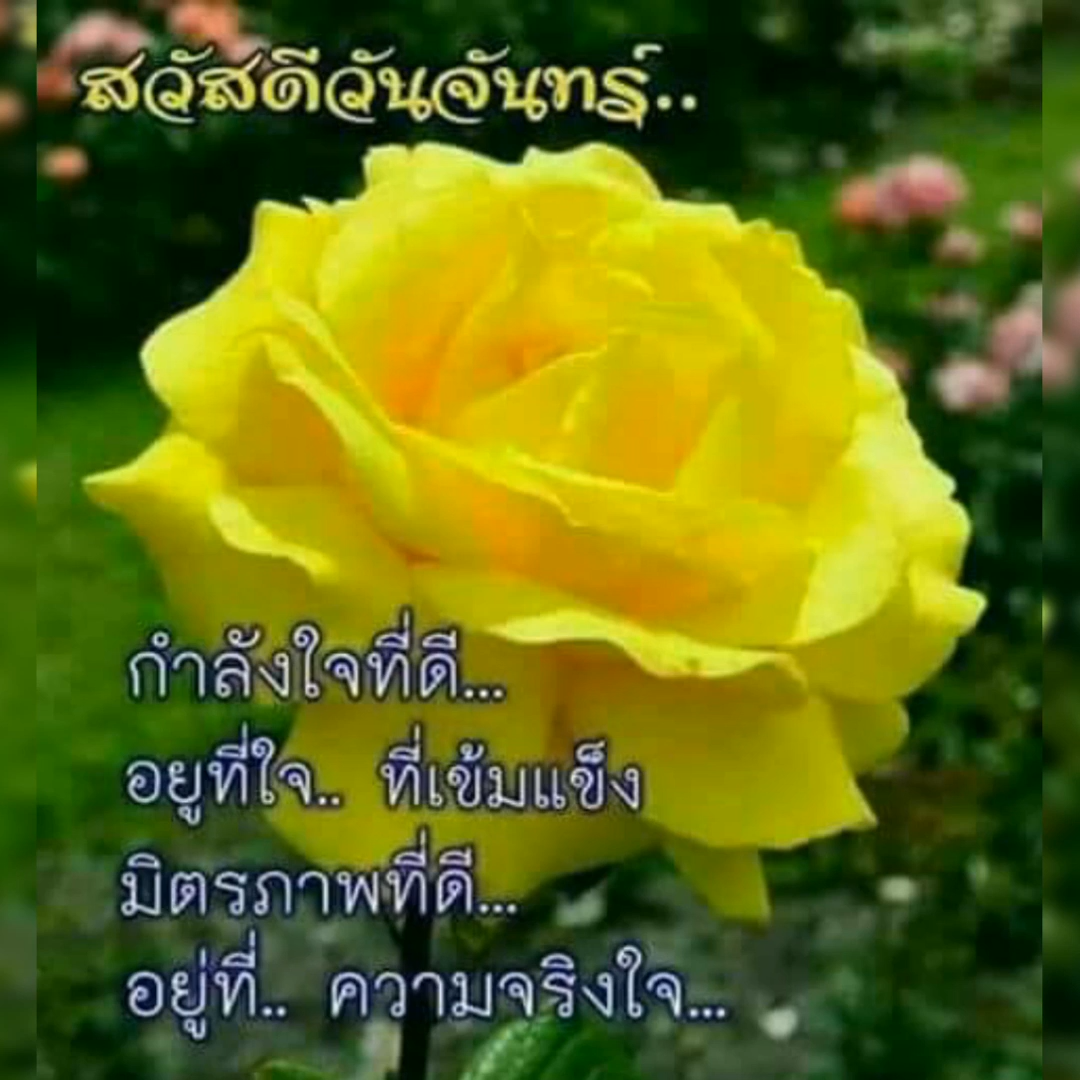 สวัสดีวันจันทร์..
กำลังใจที่ดี...
อยู่ที่ใจ.. ที่เข้มแข็ง
มิตรภาพที่ดี...
อยู่ที่.. ความจริงใจ...